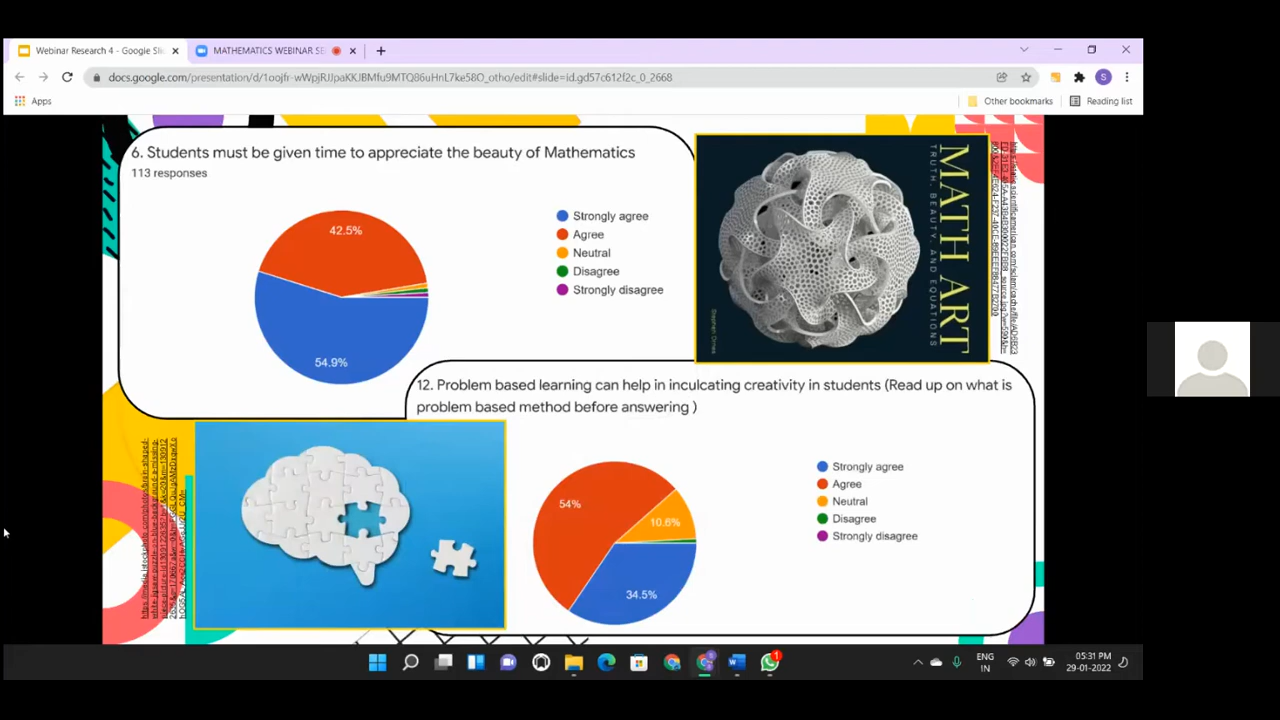 Webinar Research 4 - Google Sli
MATHEMATICS WEBINAR SE
docs.google.com/presentation/d/1oojfr-wWpjRJJpaKKJBMfu9MTQ86uHnL7ke58O_otho/edit#slide=id.gd57c612f2c_0_2668
S
Apps
Other bookmarks
Reading list
6. Students must be given time to appreciate the beauty of Mathematics
113 responses
42.5%
54.9%
Strongly agree
Agree
Neutral
Disagree
Strongly disagree
MATH ART
TRUTH, BEAUTY, AND EQUATIONS
Stephen Ornes
12. Problem based learning can help in inculcating creativity in students (Read up on what is
problem based method before answering )
54%
10.6%
34.5%
Strongly agree
Agree
Neutral
Disagree
Strongly disagree
1
ENG
IN
05:31 PM
29-01-2022